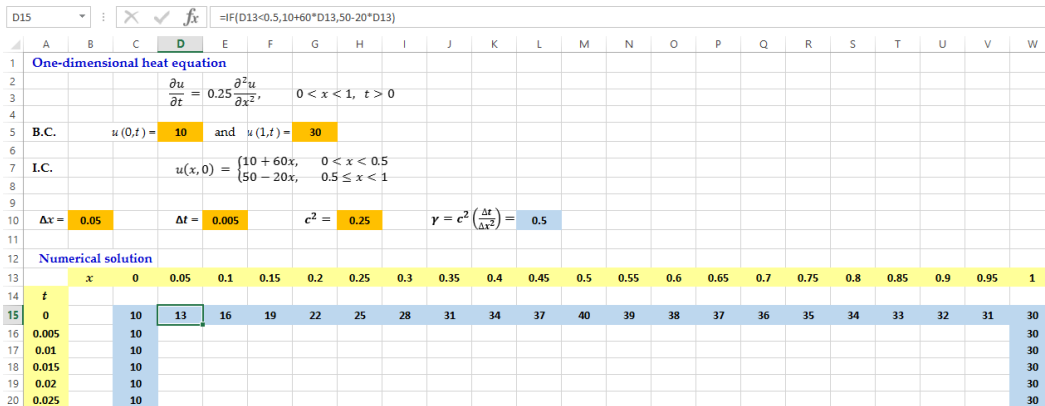 D15 fx =IF(D13<0.5,10+60*D13,50-20*D13)
A B C D E F G H I J K L M N O P Q R S T U V W
1 One-dimensional heat equation
2
3 ∂u/∂t = 0.25 ∂²u/∂x², 0 < x < 1, t > 0
4
5 B.C. u (0,t) = 10 and u (1,t) = 30
6
7 I.C. u(x, 0) = {10 + 60x, 0 < x < 0.5
8 50 − 20x, 0.5 ≤ x < 1
9
10 Δx = 0.05 Δt = 0.005 c² = 0.25 γ = c² (Δt/Δx²) = 0.5
11
12 Numerical solution
13 x 0 0.05 0.1 0.15 0.2 0.25 0.3 0.35 0.4 0.45 0.5 0.55 0.6 0.65 0.7 0.75 0.8 0.85 0.9 0.95 1
14 t
15 0 10 13 16 19 22 25 28 31 34 37 40 39 38 37 36 35 34 33 32 31 30
16 0.005 10 30
17 0.01 10 30
18 0.015 10 30
19 0.02 10 30
20 0.025 10 30